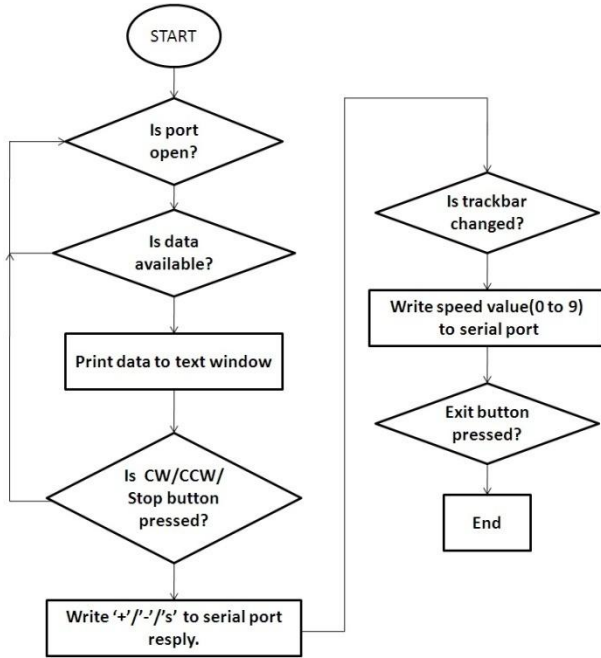 START
Is port
open?
Is data
available?
Print data to text window
Is CW/CCW/
Stop button
pressed?
Write ‘+’/’-’/’s’ to serial port
resply.
Is trackbar
changed?
Write speed value(0 to 9)
to serial port
Exit button
pressed?
End